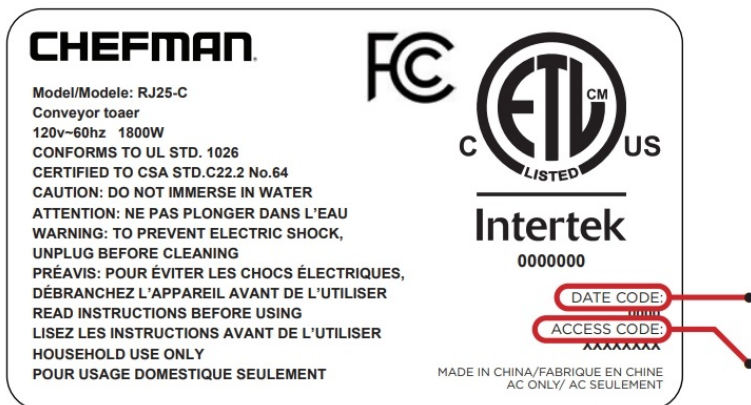 CHEFMAN.
Model/Modele: RJ25-C
Conveyor toaer
120v~60hz 1800W
CONFORMS TO UL STD. 1026
CERTIFIED TO CSA STD.C22.2 No.64
CAUTION: DO NOT IMMERSE IN WATER
ATTENTION: NE PAS PLONGER DANS L'EAU
WARNING: TO PREVENT ELECTRIC SHOCK,
UNPLUG BEFORE CLEANING
PRÉAVIS: POUR ÉVITER LES CHOCS ÉLECTRIQUES,
DÉBRANCHEZ L'APPAREIL AVANT DE L'UTILISER
READ INSTRUCTIONS BEFORE USING
LISEZ LES INSTRUCTIONS AVANT DE L'UTILISER
HOUSEHOLD USE ONLY
POUR USAGE DOMESTIQUE SEULEMENT
FC
ETL CM
C US
LISTED
Intertek
0000000
DATE CODE:
0000
ACCESS CODE:
XXXXXXXX
MADE IN CHINA/FABRIQUE EN CHINE
AC ONLY/ AC SEULEMENT